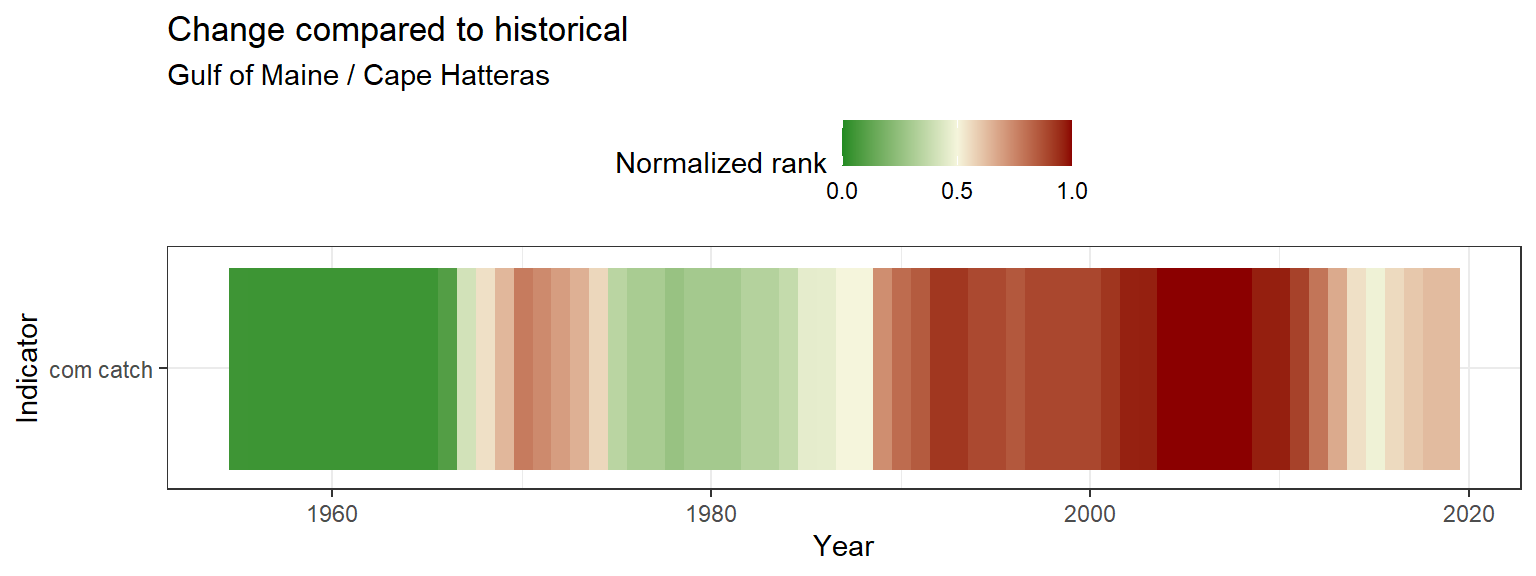 Change compared to historical
Gulf of Maine / Cape Hatteras
Normalized rank
0.0 0.5 1.0
Indicator
com catch
1960 1980 2000 2020
Year